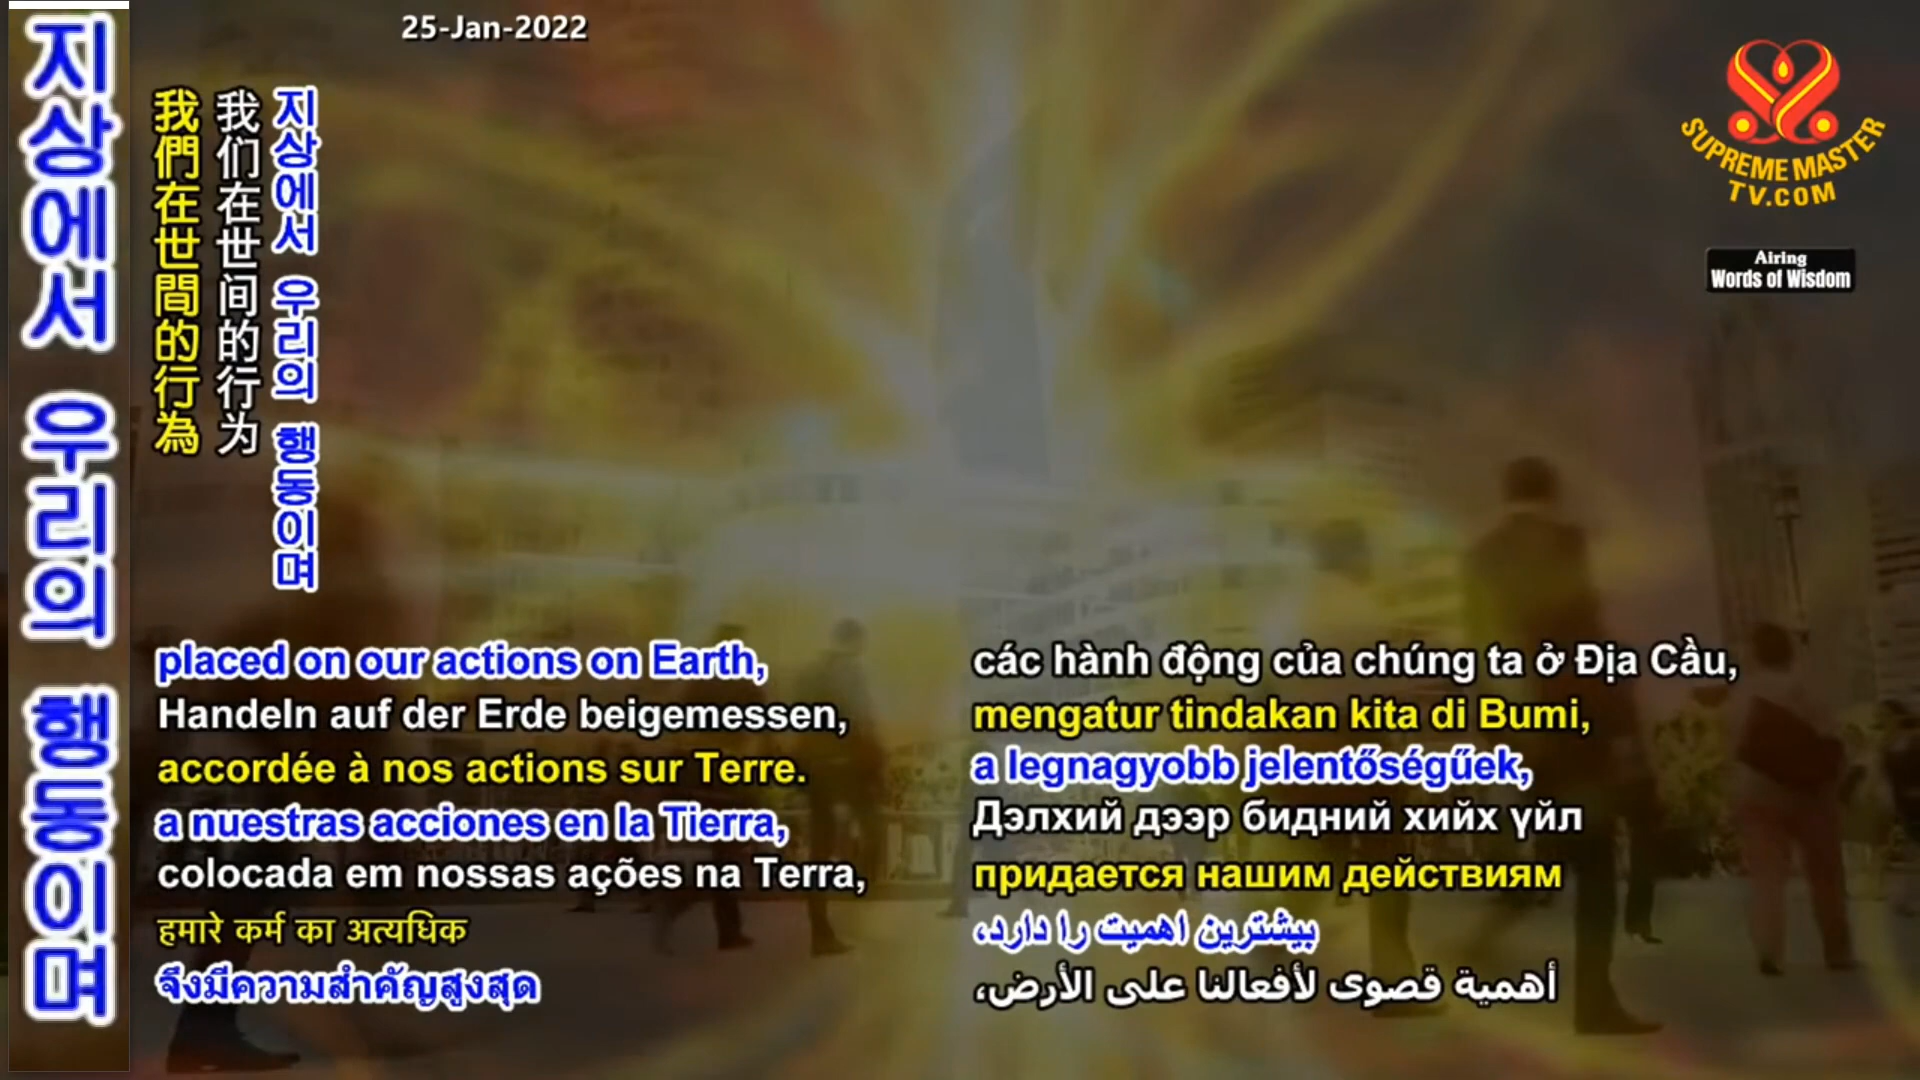 25-Jan-2022
지상에서 우리의 행동이며
我們在世間的行為
我们在世间的行为
지상에서 우리의 행동이며
SUPREME MASTER
TV.COM
Airing
Words of Wisdom
placed on our actions on Earth,
Handeln auf der Erde beigemessen,
accordée à nos actions sur Terre.
a nuestras acciones en la Tierra,
colocada em nossas ações na Terra,
हमारे कर्म का अत्यधिक
จึงมีความสำคัญสูงสุด
các hành động của chúng ta ở Địa Cầu,
mengatur tindakan kita di Bumi,
a legnagyobb jelentőségűek,
Дэлхий дээр бидний хийх үйл
придается нашим действиям
بیشترین اهمیت را دارد،
أهمية قصوى لأفعالنا على الأرض،